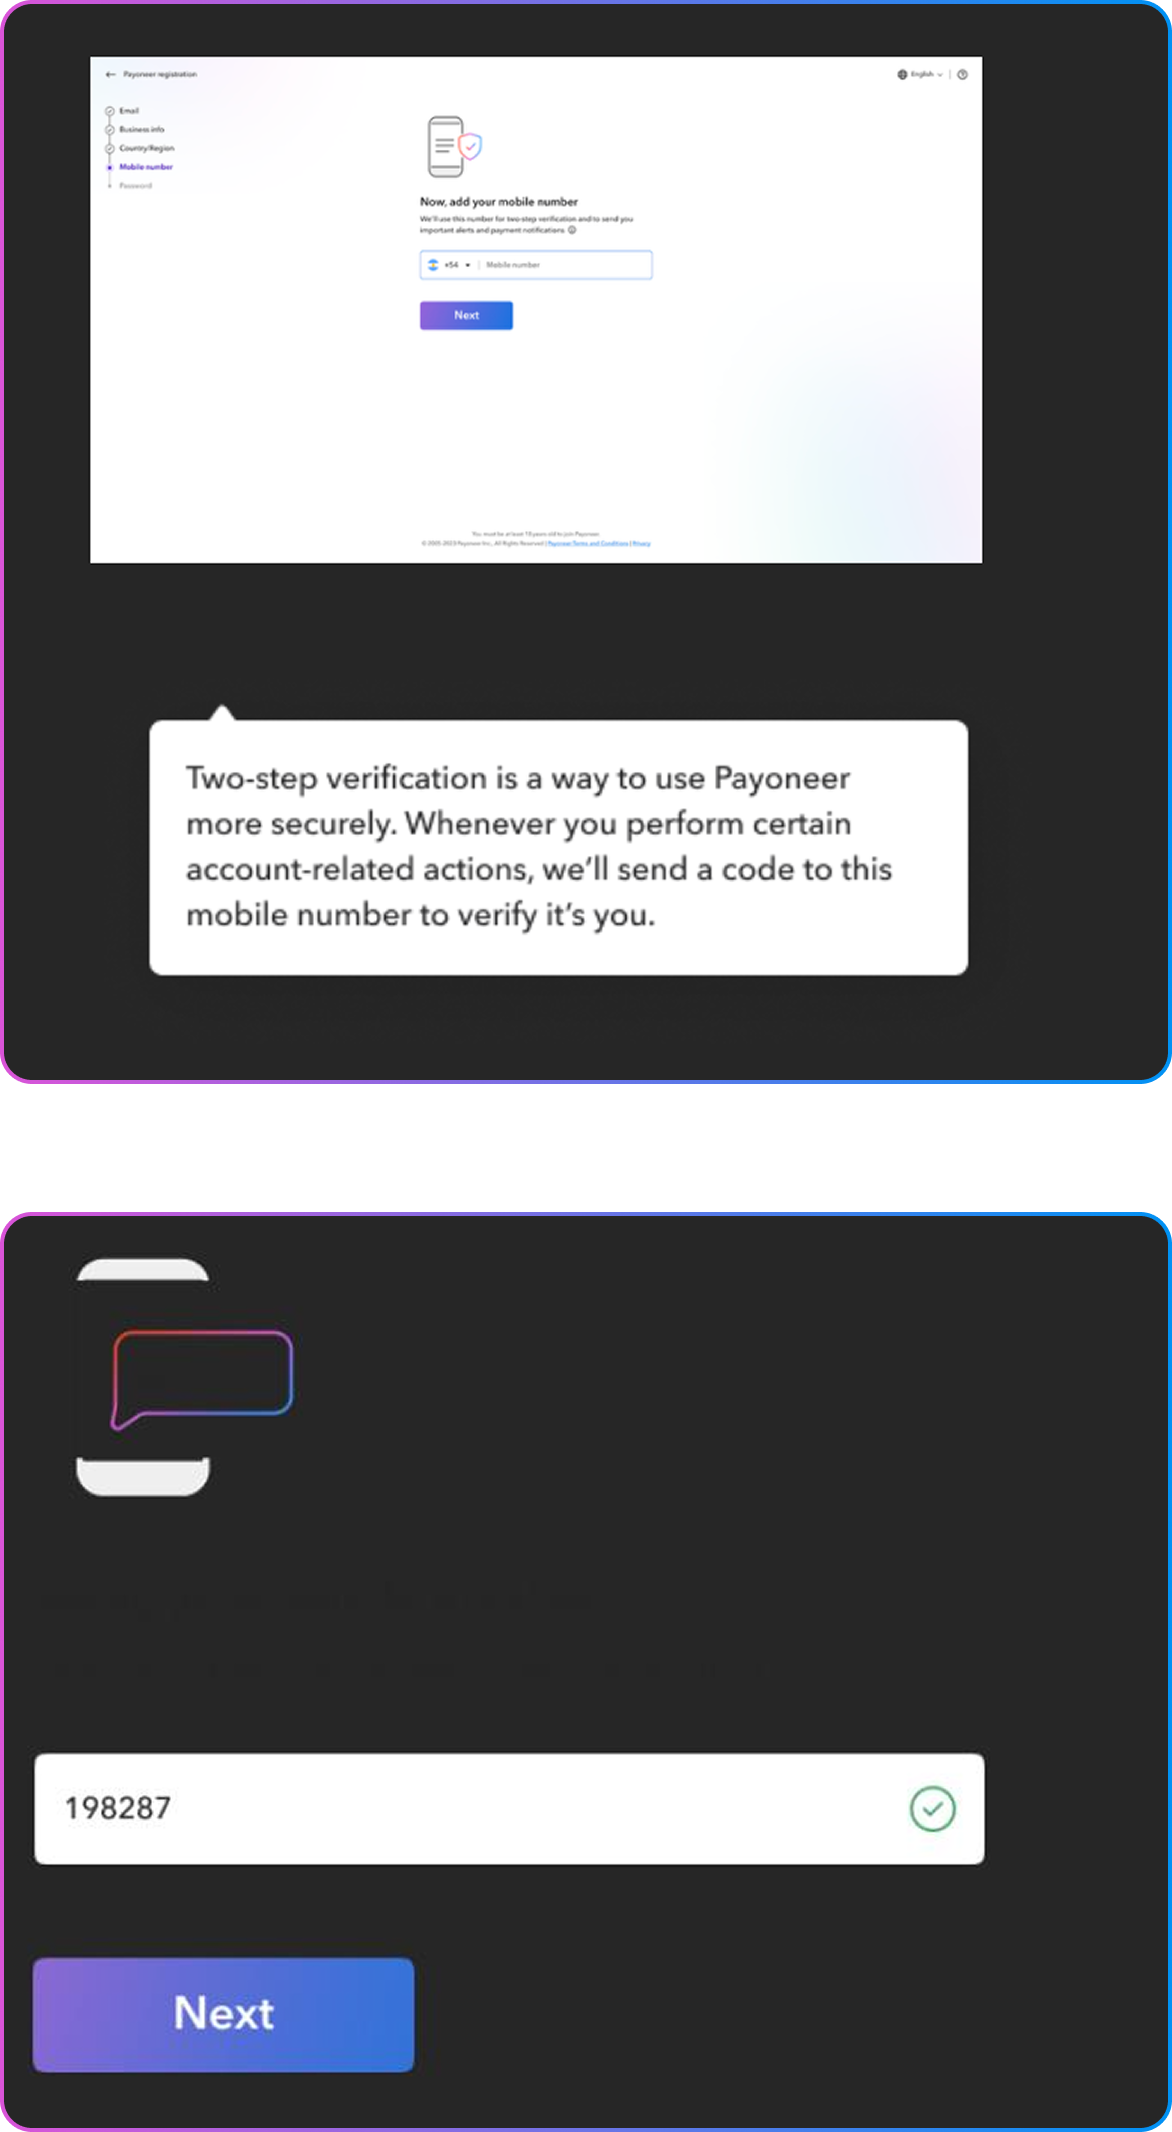 Payoneer registration
English
Email
Business info
Country/Region
Mobile number
Password
Now, add your mobile number
We'll use this number for two-step verification and to send you
important alerts and payment notifications
+54 Mobile number
Next
You must be at least 18 years old to join Payoneer
© 2005-2023 Payoneer Inc., All Rights Reserved | Payoneer Terms and Conditions | Privacy
Two-step verification is a way to use Payoneer
more securely. Whenever you perform certain
account-related actions, we’ll send a code to this
mobile number to verify it’s you.
198287
Next